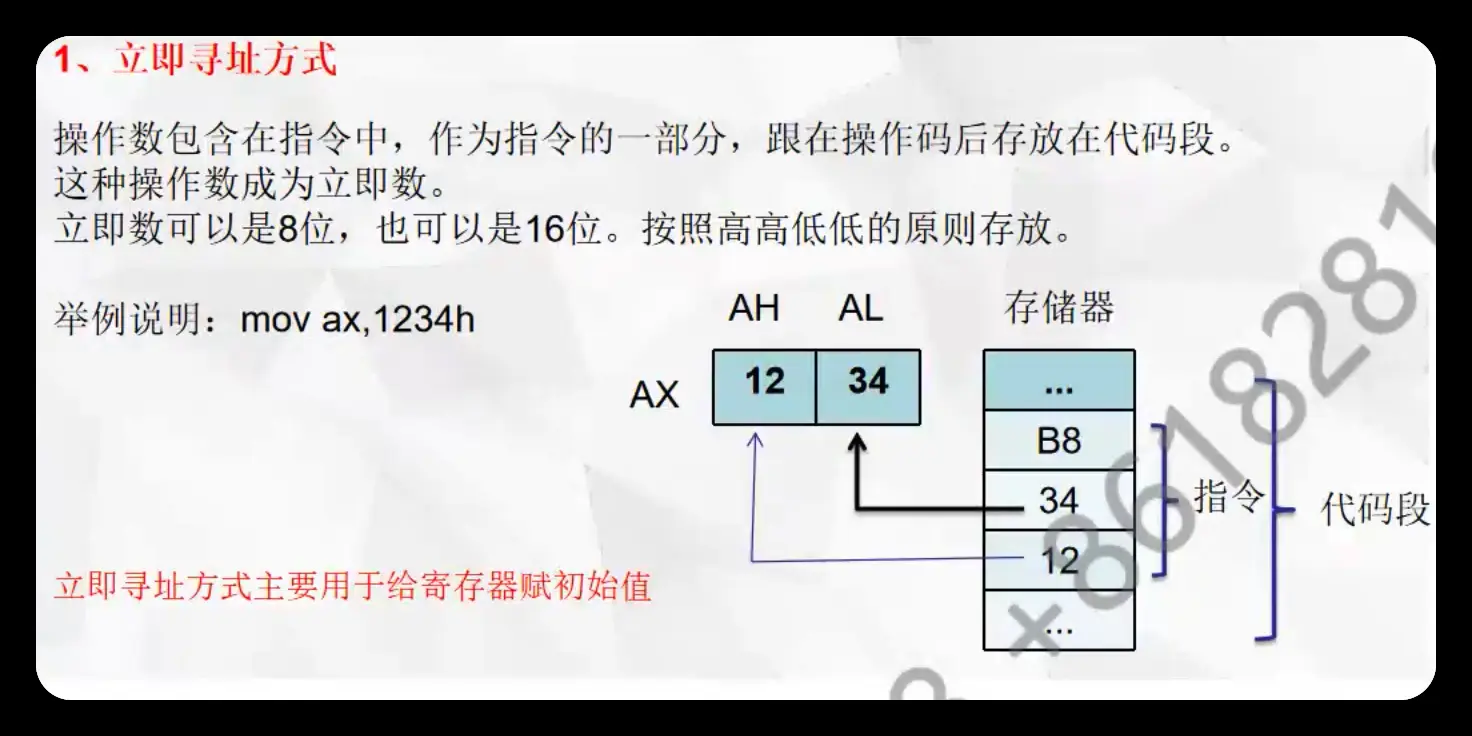 1、立即寻址方式
操作数包含在指令中，作为指令的一部分，跟在操作码后存放在代码段。
这种操作数成为立即数。
立即数可以是8位，也可以是16位。按照高高低低的原则存放。
举例说明：mov ax,1234h
AH AL 存储器
AX 12 34
...
B8
34
12
...
指令
代码段
立即寻址方式主要用于给寄存器赋初始值